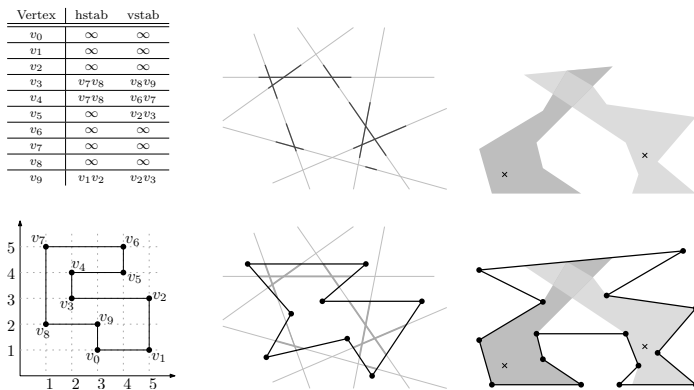 Vertex hstab vstab
v₀ ∞ ∞
v₁ ∞ ∞
v₂ ∞ ∞
v₃ v₇v₈ v₈v₉
v₄ v₇v₈ v₆v₇
v₅ ∞ v₂v₃
v₆ ∞ ∞
v₇ ∞ ∞
v₈ ∞ ∞
v₉ v₁v₂ v₂v₃
v₇ v₆
5
v₄
4 v₅
v₂
3 v₃
v₉
2 v₈
1 v₀ v₁
1 2 3 4 5